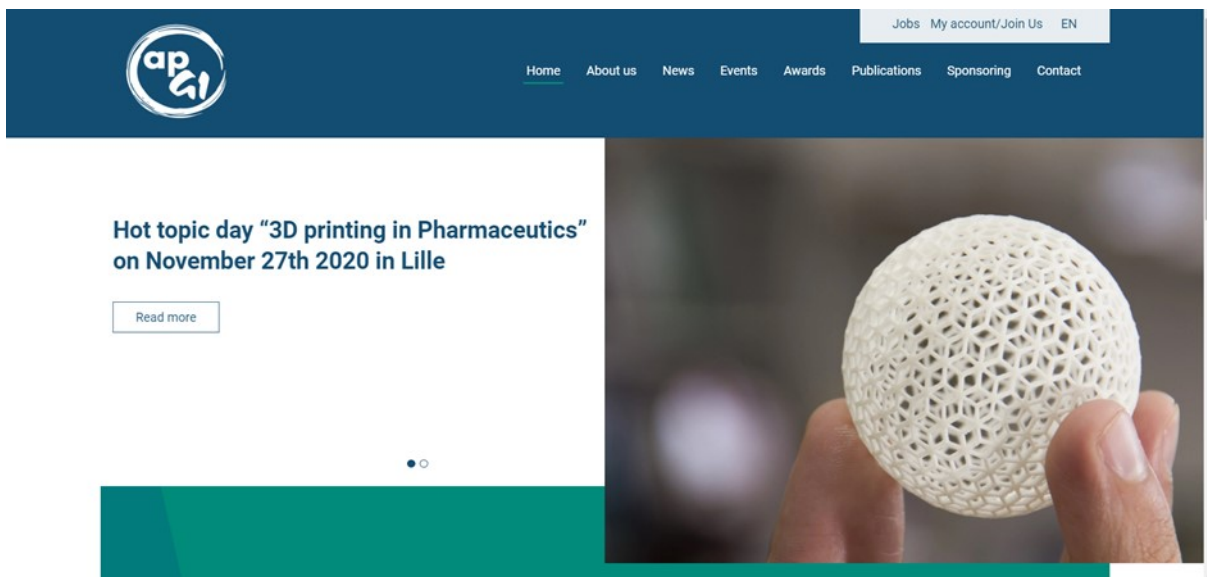 Jobs My account/Join Us EN
ap
GI
Home About us News Events Awards Publications Sponsoring Contact
Hot topic day “3D printing in Pharmaceutics”
on November 27th 2020 in Lille
Read more